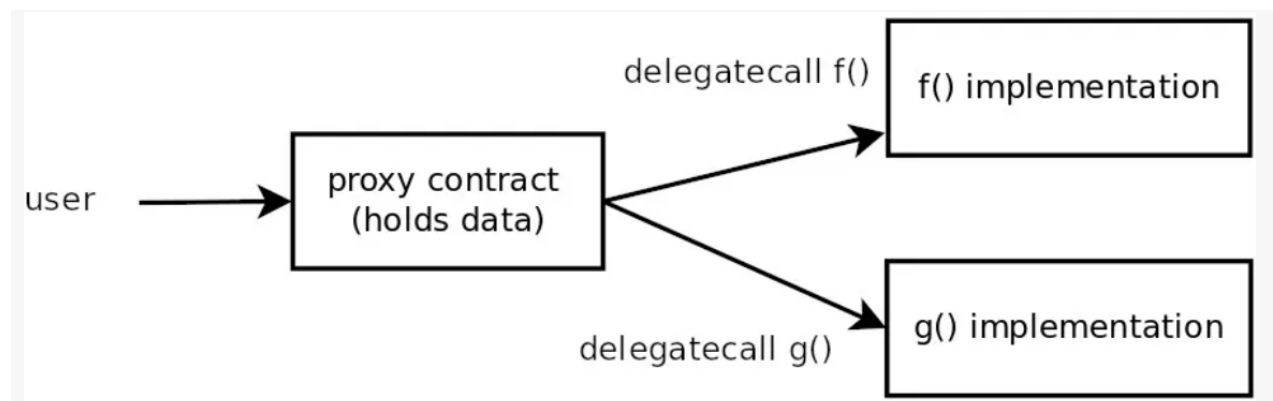 user
proxy contract
(holds data)
delegatecall f()
f() implementation
delegatecall g()
g() implementation